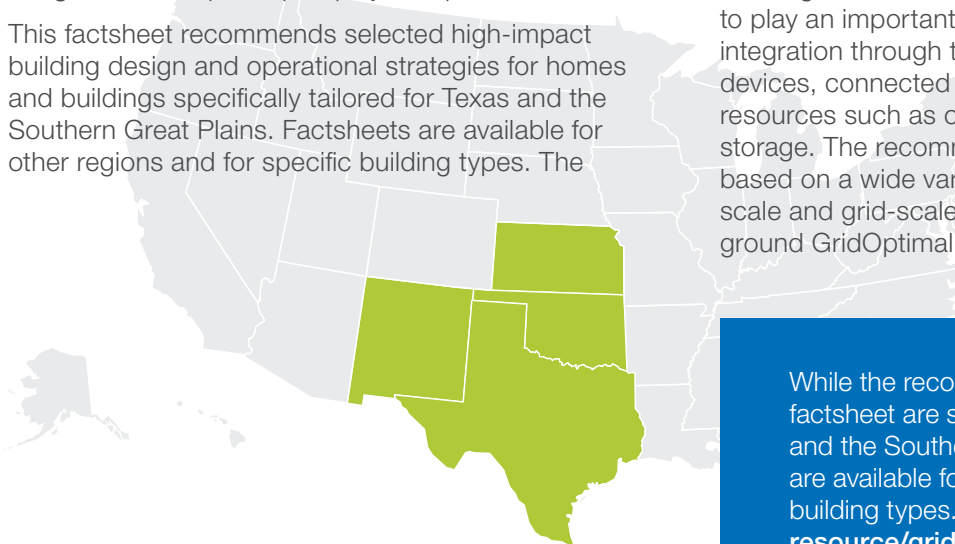 This factsheet recommends selected high-impact
building design and operational strategies for homes
and buildings specifically tailored for Texas and the
Southern Great Plains. Factsheets are available for
other regions and for specific building types. The
to play an important
integration through t
devices, connected
resources such as
storage. The recomm
based on a wide var
scale and grid-scale
ground GridOptimal
While the reco
factsheet are s
and the Southe
are available fo
building types.
resource/grid